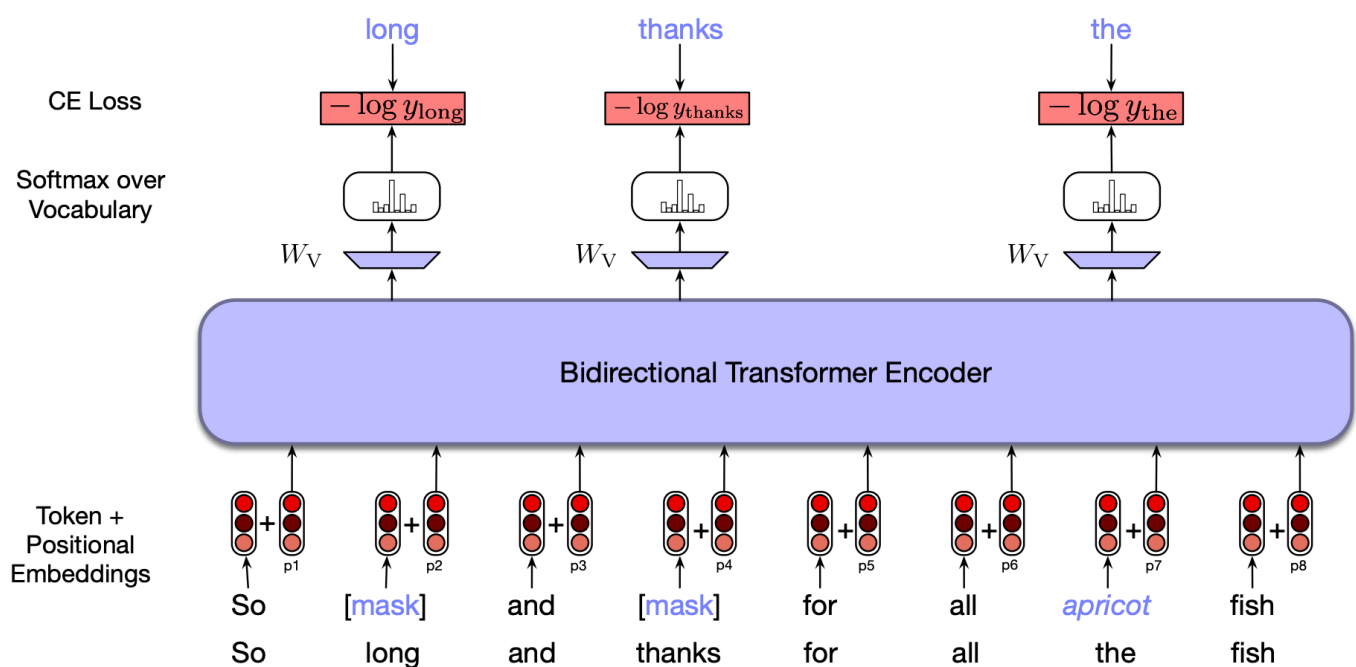 long thanks the
CE Loss
− log y_long − log y_thanks − log y_the
Softmax over
Vocabulary
W_V W_V W_V
Bidirectional Transformer Encoder
Token +
Positional
Embeddings
+ + + + + + + +
p1 p2 p3 p4 p5 p6 p7 p8
So [mask] and [mask] for all apricot fish
So long and thanks for all the fish